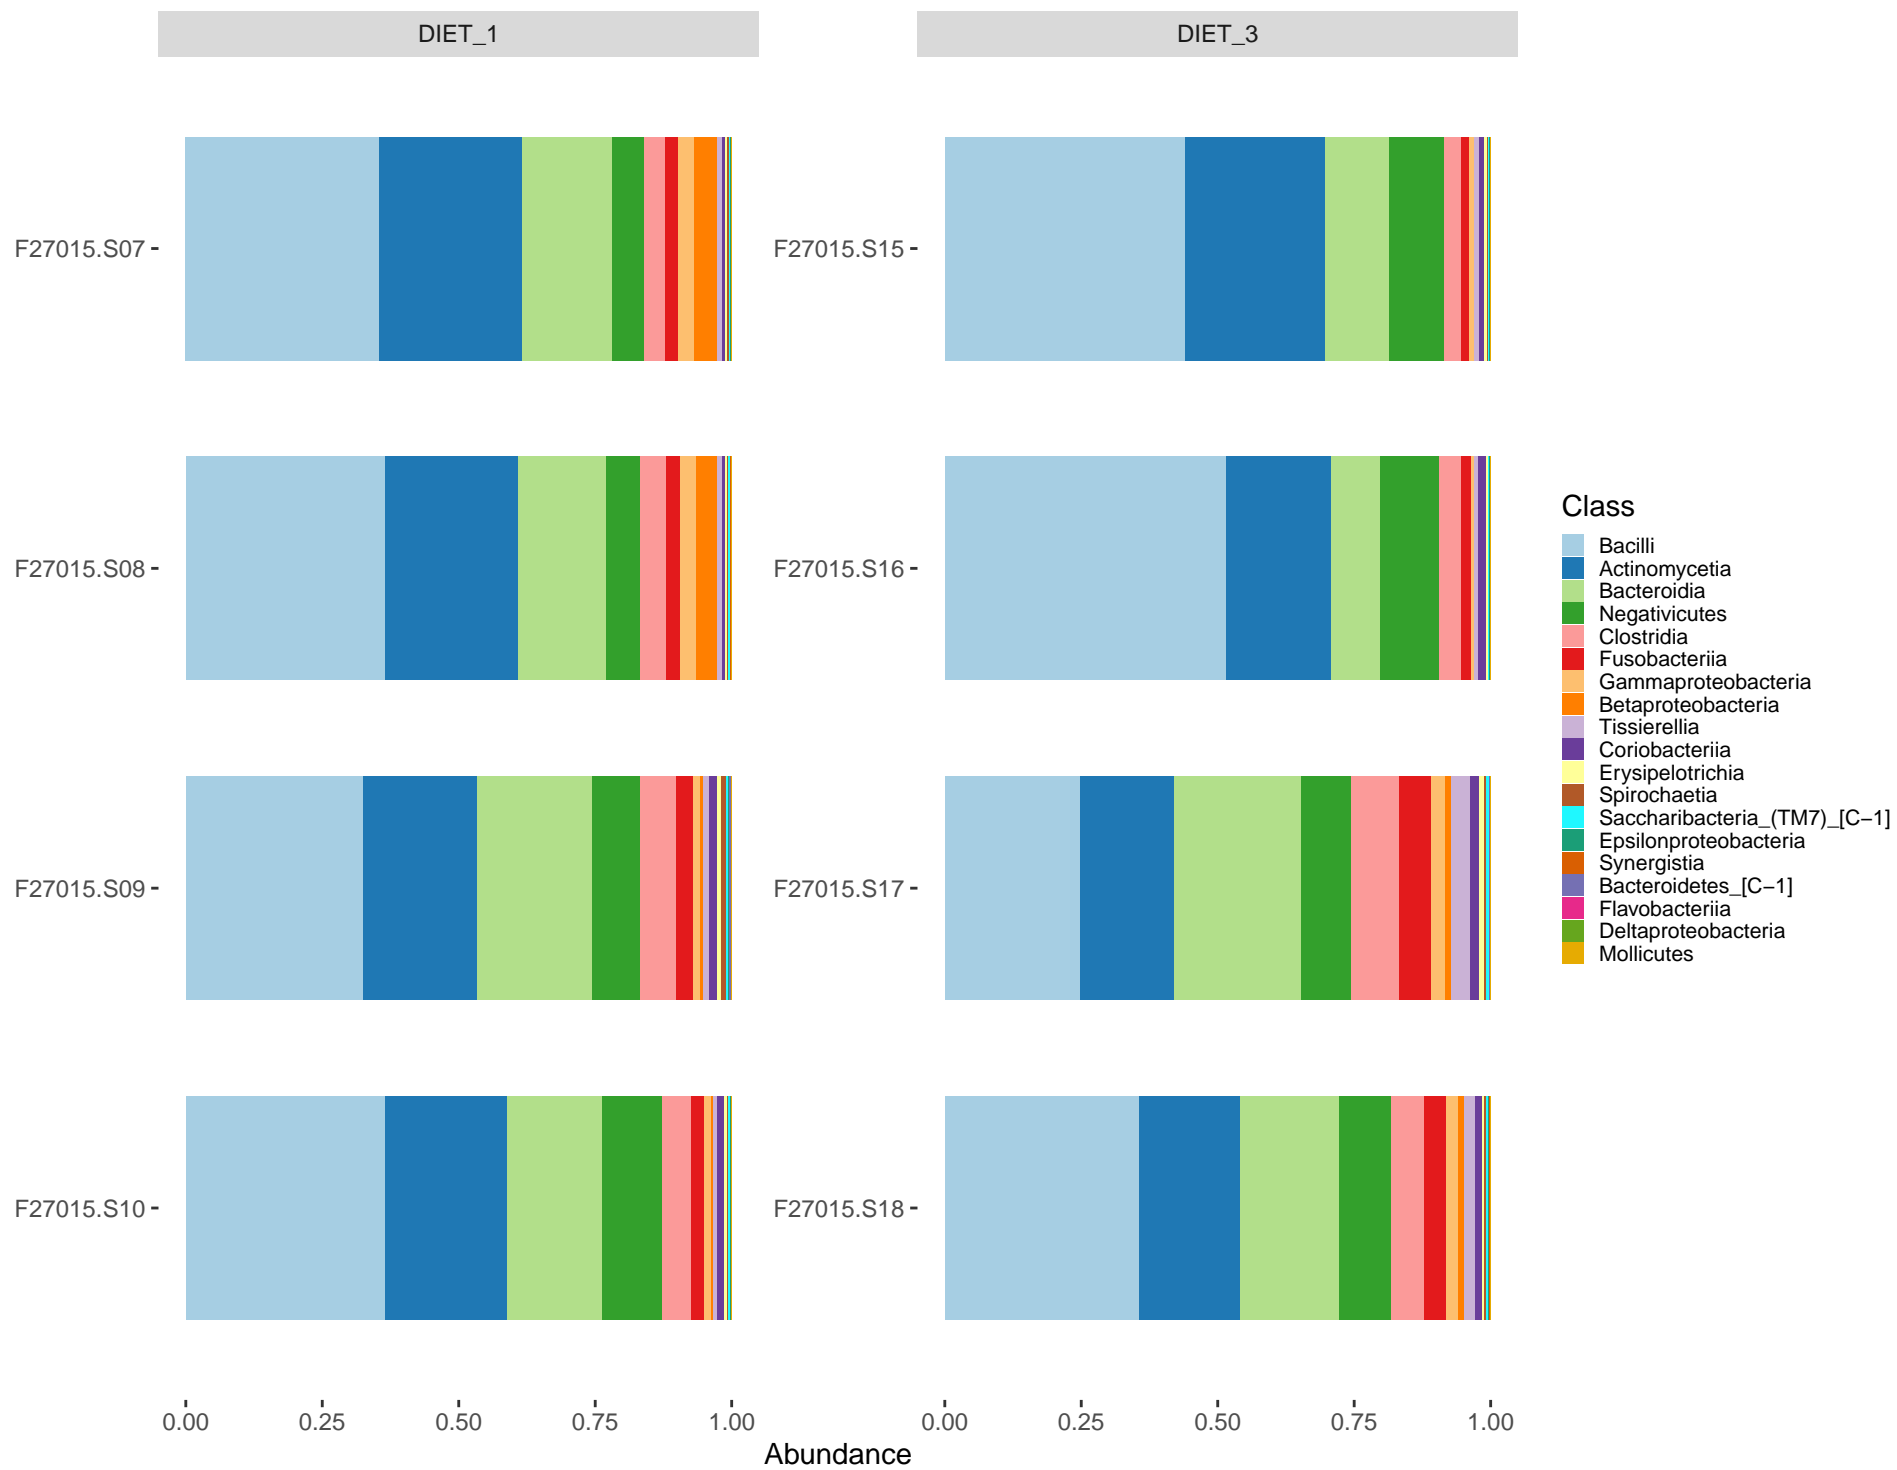 DIET_1
DIET_3
F27015.S07
F27015.S15
F27015.S08
F27015.S16
F27015.S09
F27015.S17
F27015.S10
F27015.S18
0.00 0.25 0.50 0.75 1.00
0.00 0.25 0.50 0.75 1.00
Abundance
Class
Bacilli
Actinomycetia
Bacteroidia
Negativicutes
Clostridia
Fusobacteriia
Gammaproteobacteria
Betaproteobacteria
Tissierellia
Coriobacteriia
Erysipelotrichia
Spirochaetia
Saccharibacteria_(TM7)_[C−1]
Epsilonproteobacteria
Synergistia
Bacteroidetes_[C−1]
Flavobacteriia
Deltaproteobacteria
Mollicutes